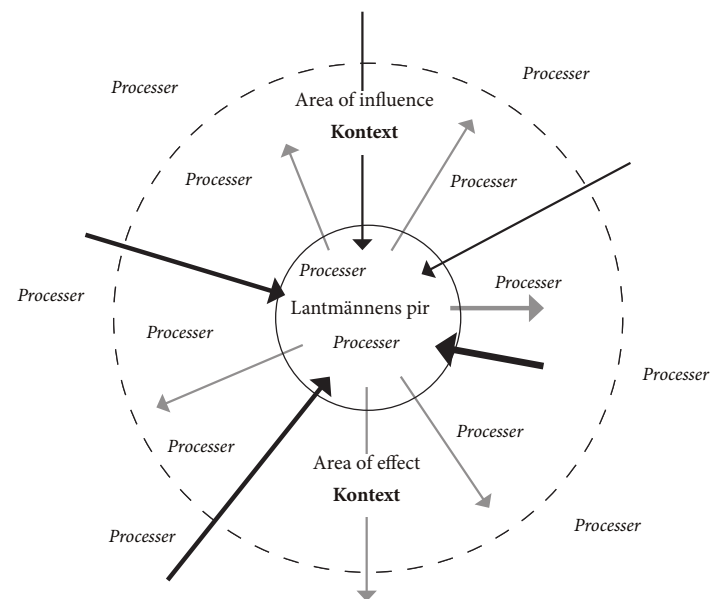 Processer
Processer
Area of influence
Kontext
Processer
Processer
Processer
Processer
Processer
Lantmännens pir
Processer
Processer
Processer
Processer
Processer
Area of effect
Processer
Kontext
Processer
Processer